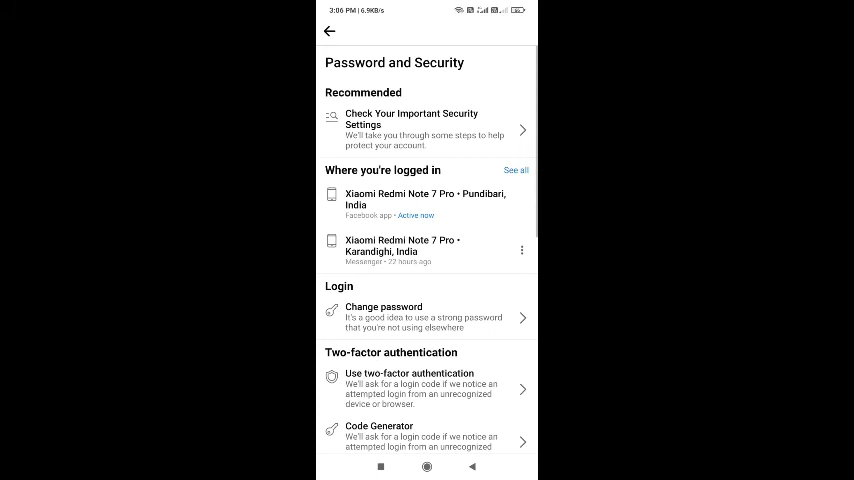 3:06 PM | 6.9KB/s
Password and Security
Recommended
Check Your Important Security
Settings
We'll take you through some steps to help
protect your account.
Where you're logged in
See all
Xiaomi Redmi Note 7 Pro • Pundibari,
India
Facebook app • Active now
Xiaomi Redmi Note 7 Pro •
Karandighi, India
Messenger • 22 hours ago
Login
Change password
It's a good idea to use a strong password
that you're not using elsewhere
Two-factor authentication
Use two-factor authentication
We'll ask for a login code if we notice an
attempted login from an unrecognized
device or browser.
Code Generator
We'll ask for a login code if we notice an
attempted login from an unrecognized